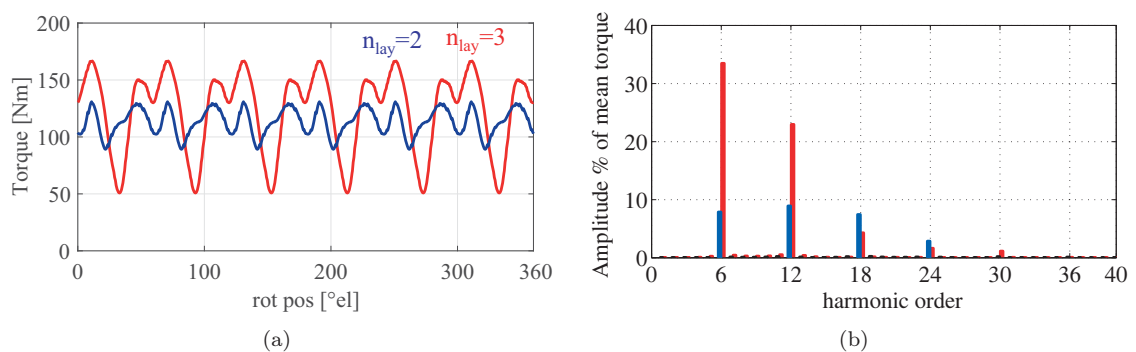 200
150
100
50
0
Torque [Nm]
n_lay=2 n_lay=3
0 100 200 300 360
rot pos [°el]
(a)
40
30
20
10
0
Amplitude % of mean torque
0 6 12 18 24 30 36 40
harmonic order
(b)